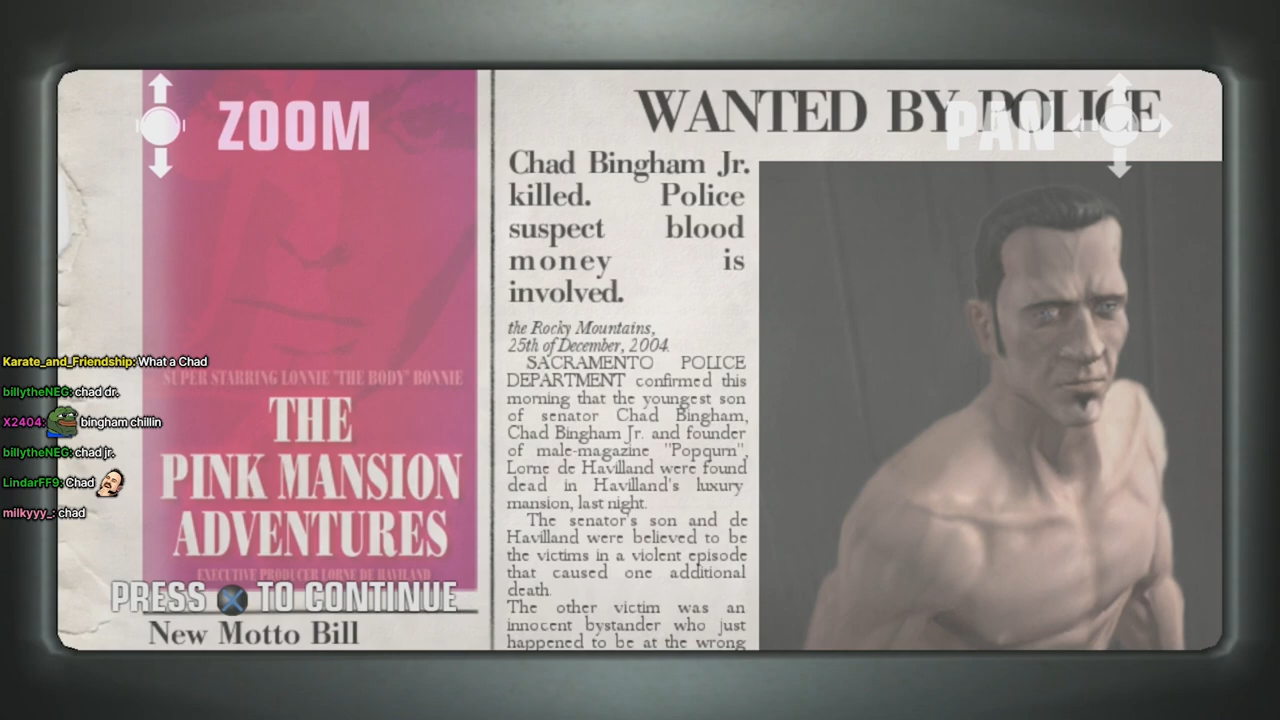 ZOOM
SUPER STARRING LONNIE "THE BODY" BONNIE
THE
PINK MANSION
ADVENTURES
EXECUTIVE PRODUCER LORNE DE HAVILAND
PRESS TO CONTINUE
New Motto Bill
WANTED BY POLICE
PAN
Chad Bingham Jr.
killed. Police
suspect blood
money is
involved.
the Rocky Mountains,
25th of December, 2004.
SACRAMENTO POLICE
DEPARTMENT confirmed this
morning that the youngest son
of senator Chad Bingham,
Chad Bingham Jr. and founder
of male-magazine "Popqurn",
Lorne de Havilland were found
dead in Havilland's luxury
mansion, last night.
The senator's son and de
Havilland were believed to be
the victims in a violent episode
that caused one additional
death.
The other victim was an
innocent bystander who just
happened to be at the wrong
Karate_and_Friendship: What a Chad
billytheNEG: chad dr.
X2404: bingham chillin
billytheNEG: chad jr.
LindarFF9: Chad
milkyyy_: chad